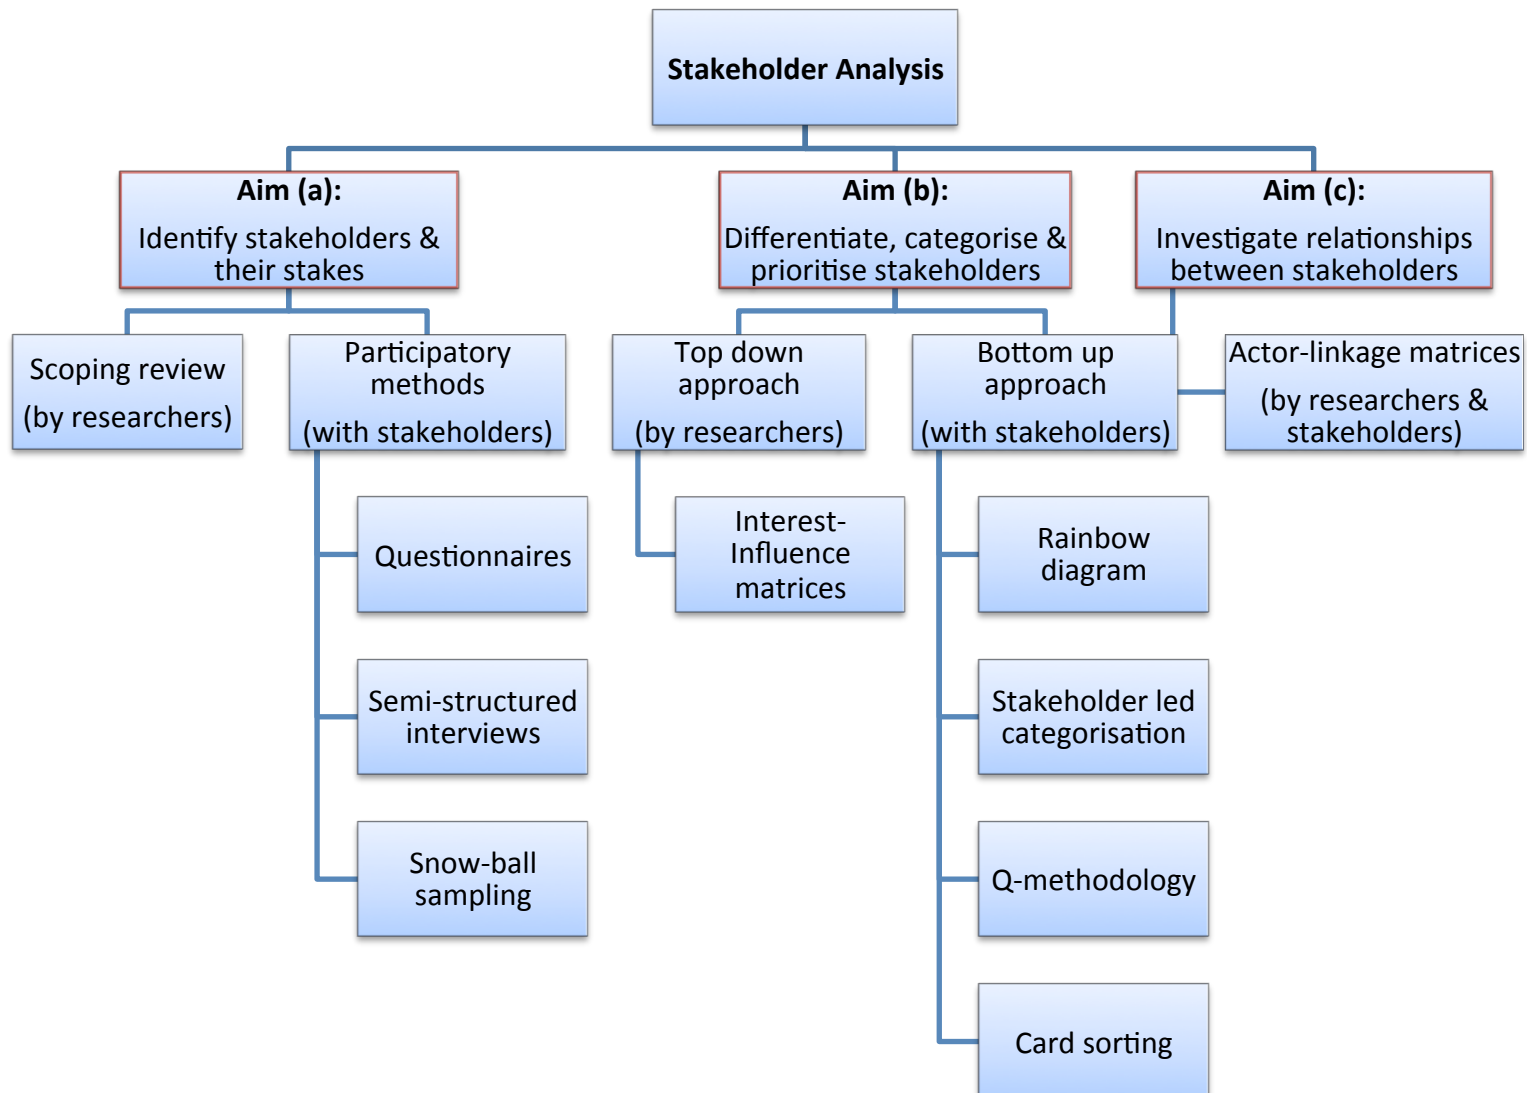 Stakeholder Analysis
Aim (a):
Identify stakeholders &
their stakes
Aim (b):
Differentiate, categorise &
prioritise stakeholders
Aim (c):
Investigate relationships
between stakeholders
Scoping review
(by researchers)
Participatory
methods
(with stakeholders)
Top down
approach
(by researchers)
Bottom up
approach
(with stakeholders)
Actor-linkage matrices
(by researchers &
stakeholders)
Questionnaires
Semi-structured
interviews
Snow-ball
sampling
Interest-
Influence
matrices
Rainbow
diagram
Stakeholder led
categorisation
Q-methodology
Card sorting